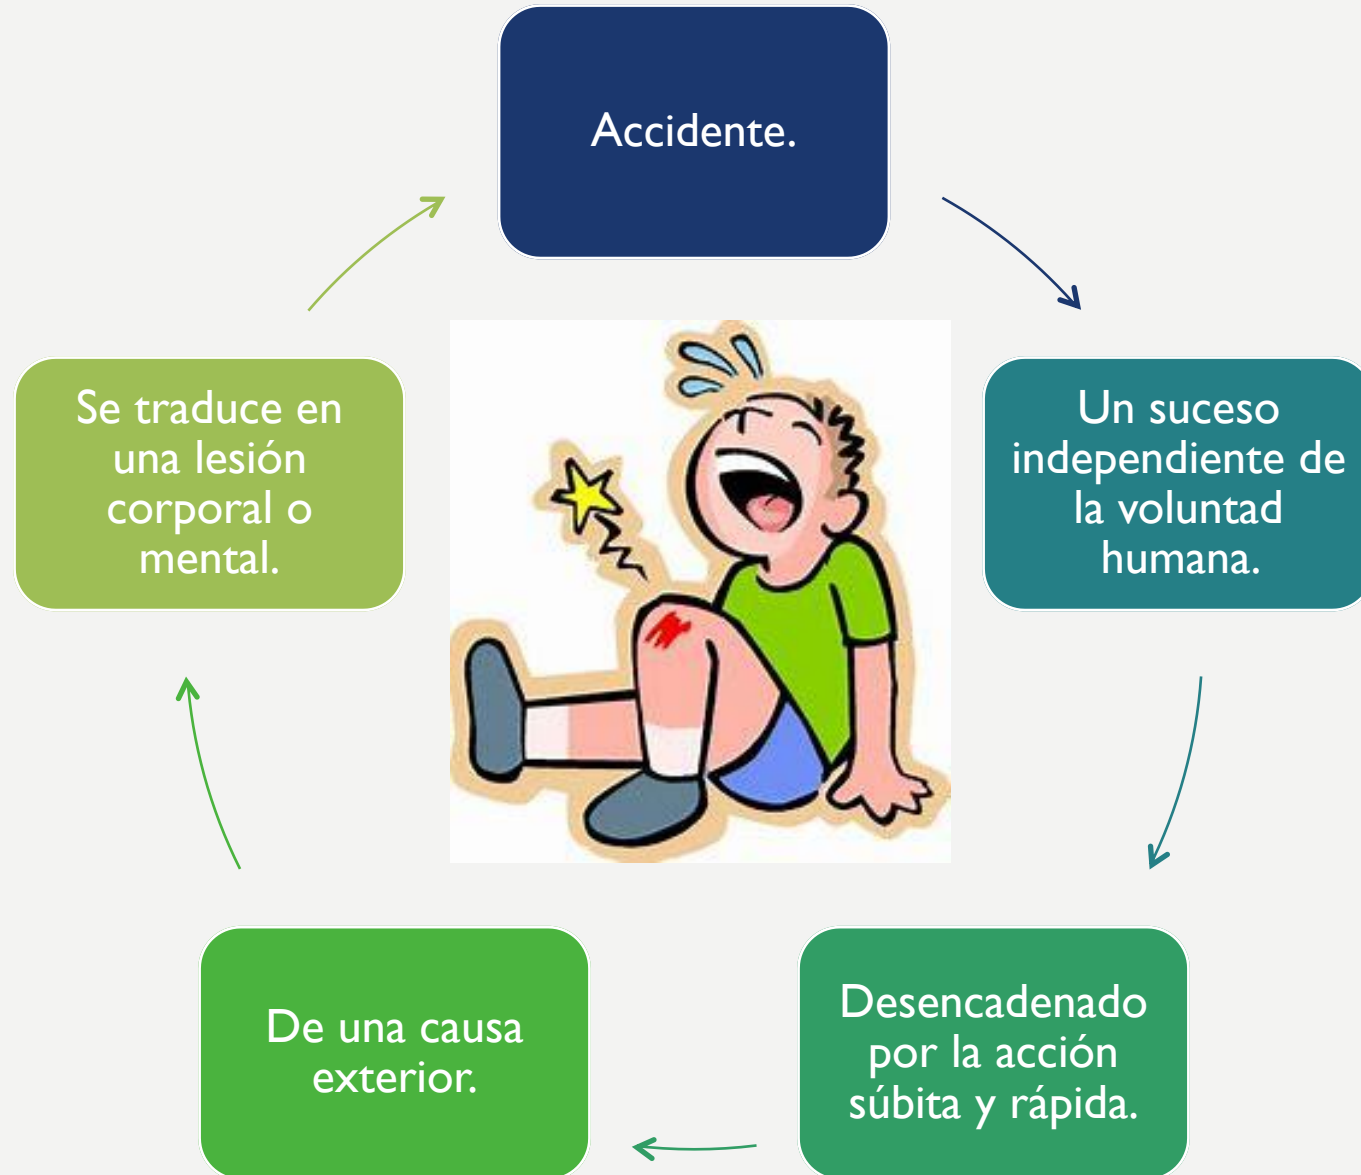 Accidente.
Un suceso
independiente de
la voluntad
humana.
Desencadenado
por la acción
súbita y rápida.
De una causa
exterior.
Se traduce en
una lesión
corporal o
mental.